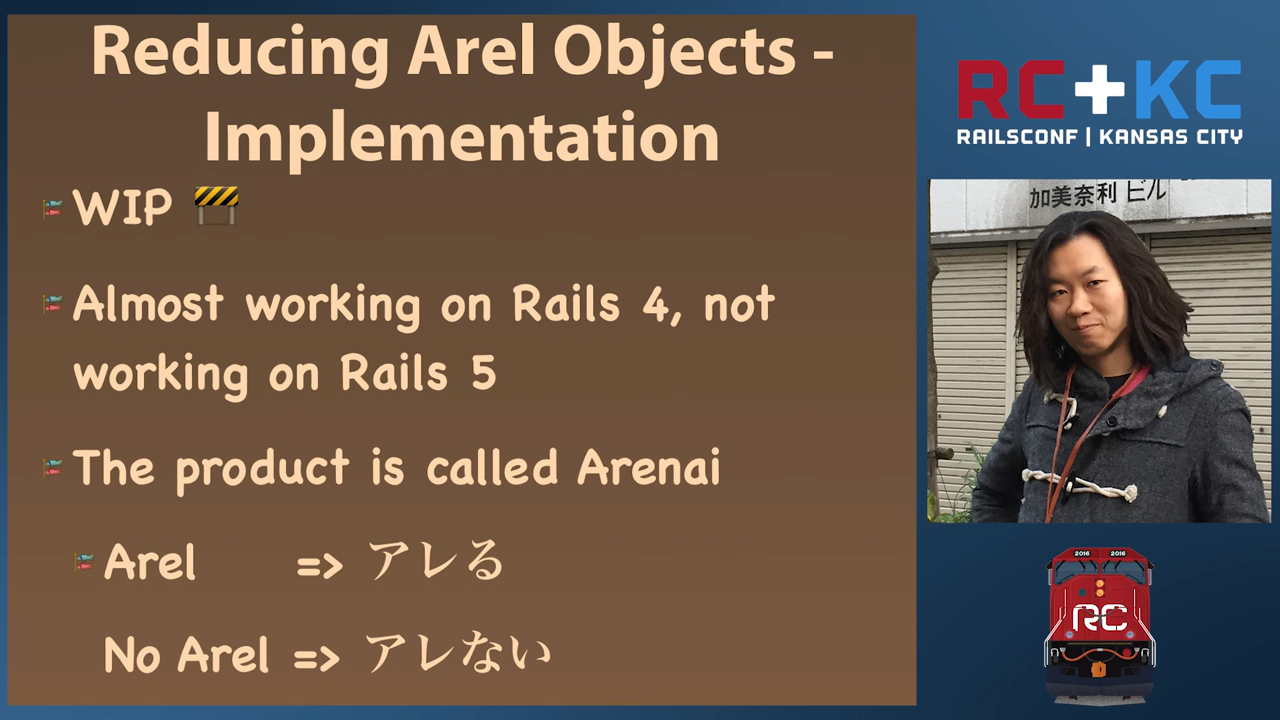 Reducing Arel Objects -
Implementation
WIP 🚧
Almost working on Rails 4, not
working on Rails 5
The product is called Arenai
Arel => アレる
No Arel => アレない
RC+KC
RAILSCONF | KANSAS CITY
加美奈利 ビル
2016 2016
RC